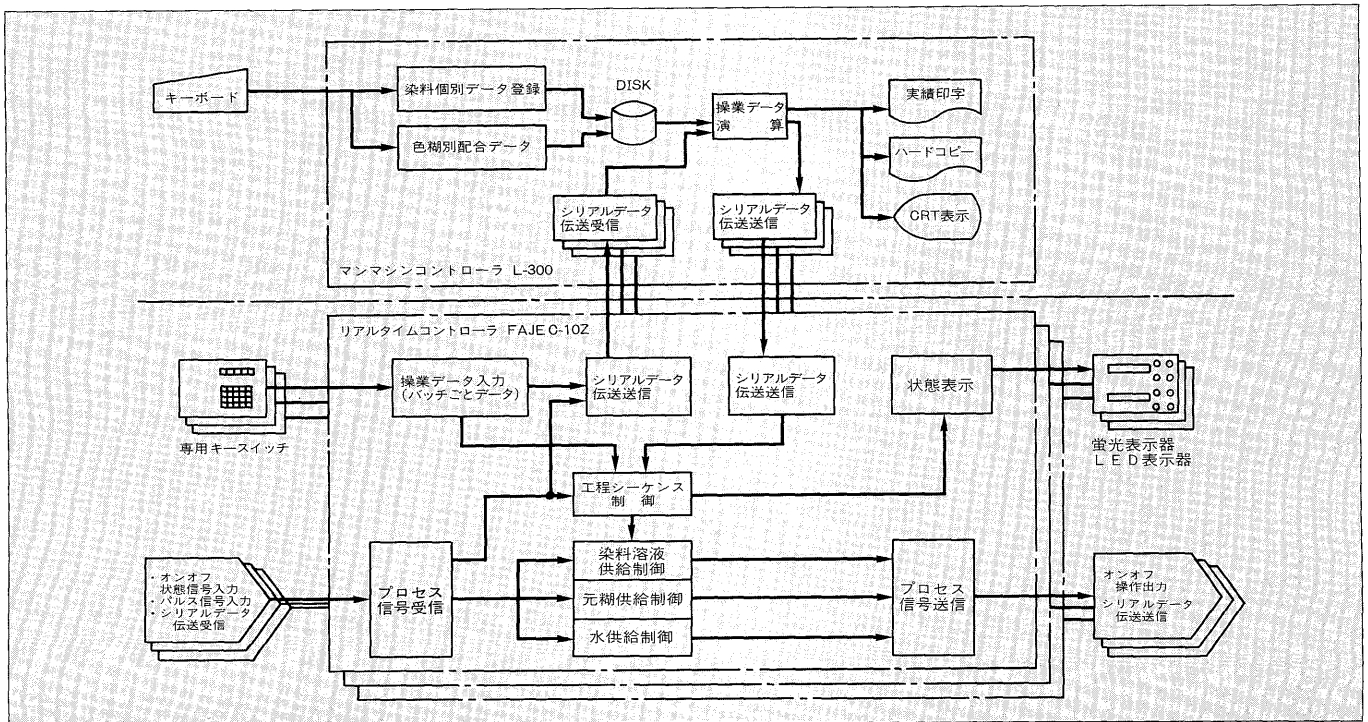 キーボード
染料個別データ登録
色糊別配合データ
DISK
操業データ
演算
実績印字
ハードコピー
CRT表示
シリアルデータ
伝送受信
シリアルデータ
伝送送信
マンマシンコントローラ L-300
リアルタイムコントローラ FAJEC-10Z
専用キースイッチ
操業データ入力
(バッチごとデータ)
シリアルデータ
伝送送信
シリアルデータ
伝送送信
状態表示
蛍光表示器
LED表示器
工程シーケンス
制御
・オンオフ
状態信号入力
・パルス信号入力
・シリアルデータ
伝送受信
プロセス
信号受信
染料溶液
供給制御
元糊供給制御
水供給制御
プロセス
信号送信
オンオフ
操作出力
シリアルデータ
伝送送信